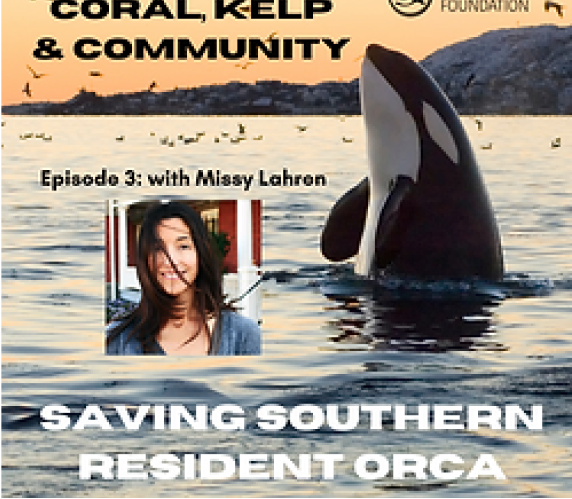 CORAL, KELP
FOUNDATION
& COMMUNITY
Episode 3: with Missy Lahren
SAVING SOUTHERN
RESIDENT ORCA